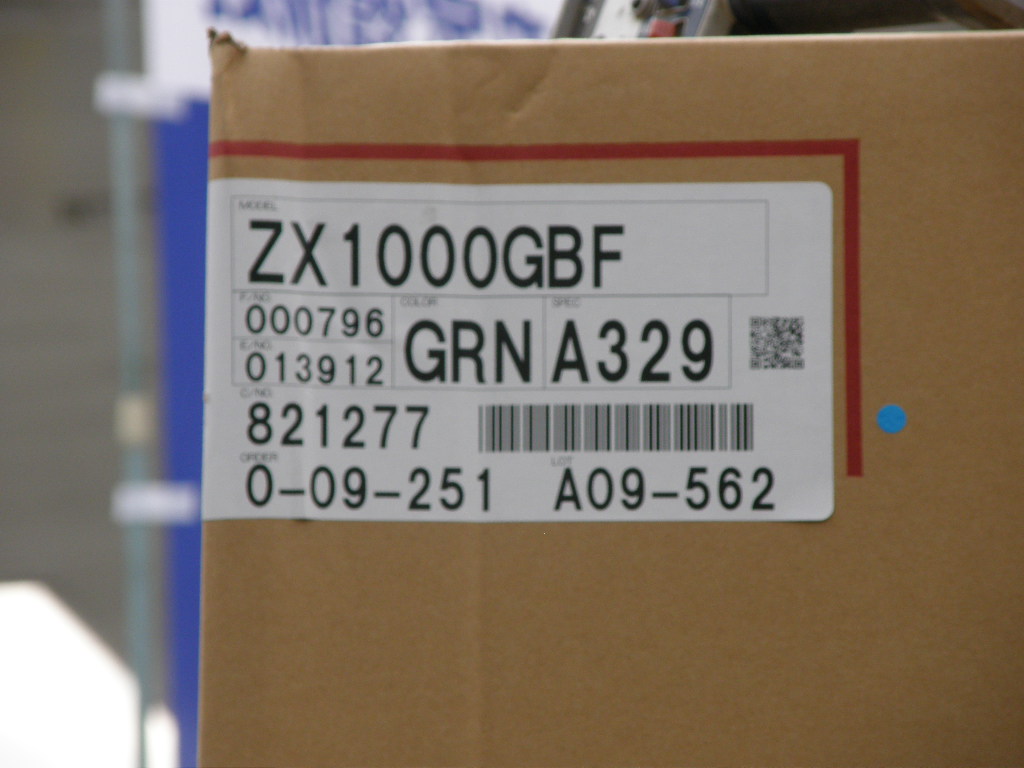 MODEL
ZX1000GBF
F/NO. COLOR SPEC
000796 GRN A329
E/NO.
013912
C/NO.
821277
ORDER LOT
0-09-251 A09-562